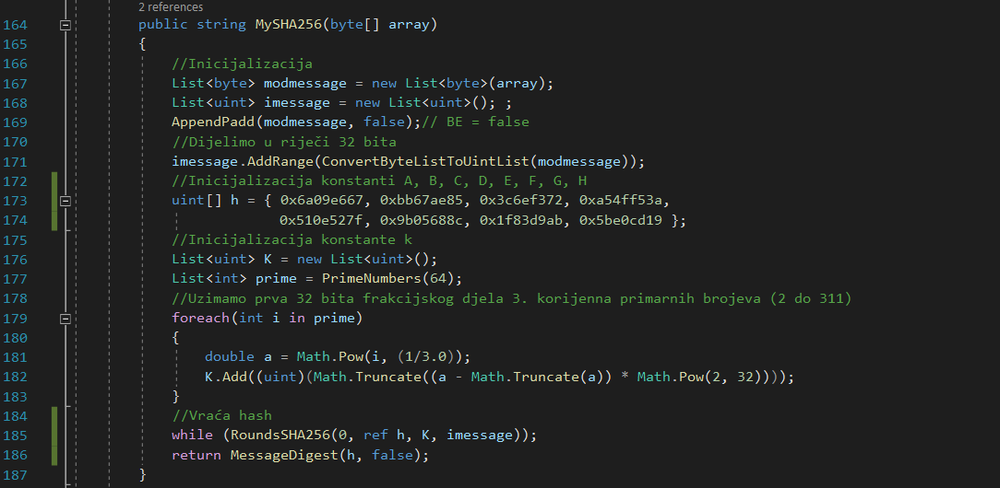 2 references
164 public string MySHA256(byte[] array)
165 {
166 //Inicijalizacija
167 List<byte> modmessage = new List<byte>(array);
168 List<uint> imessage = new List<uint>(); ;
169 AppendPadd(modmessage, false);// BE = false
170 //Dijelimo u riječi 32 bita
171 imessage.AddRange(ConvertByteListToUintList(modmessage));
172 //Inicijalizacija konstanti A, B, C, D, E, F, G, H
173 uint[] h = { 0x6a09e667, 0xbb67ae85, 0x3c6ef372, 0xa54ff53a,
174 0x510e527f, 0x9b05688c, 0x1f83d9ab, 0x5be0cd19 };
175 //Inicijalizacija konstante k
176 List<uint> K = new List<uint>();
177 List<int> prime = PrimeNumbers(64);
178 //Uzimamo prva 32 bita frakcijskog djela 3. korijenna primarnih brojeva (2 do 311)
179 foreach(int i in prime)
180 {
181 double a = Math.Pow(i, (1/3.0));
182 K.Add((uint)(Math.Truncate((a - Math.Truncate(a)) * Math.Pow(2, 32))));
183 }
184 //Vraća hash
185 while (RoundsSHA256(0, ref h, K, imessage));
186 return MessageDigest(h, false);
187 }